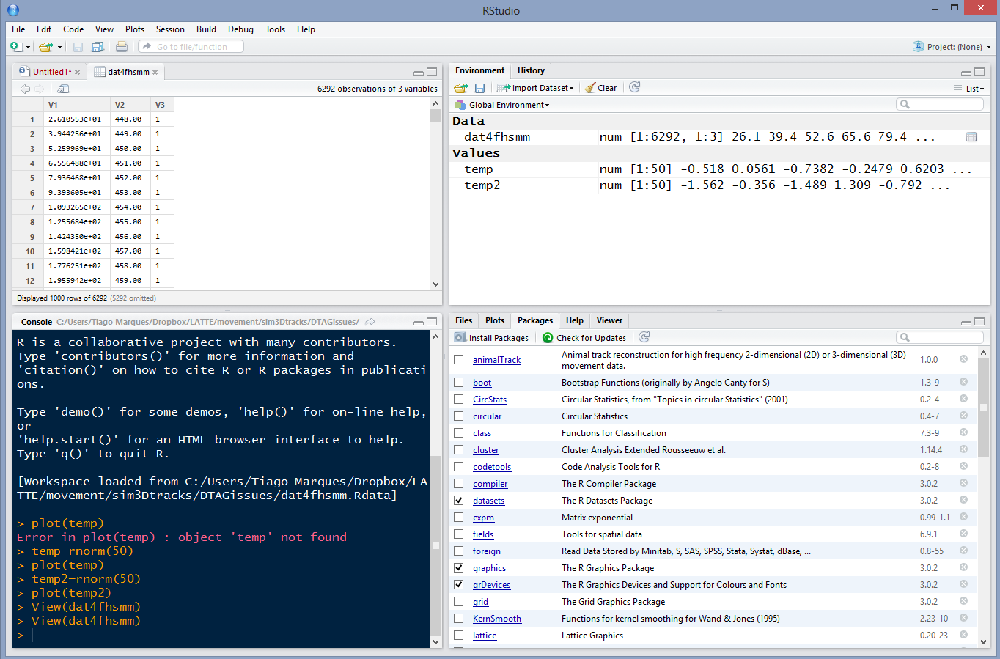 RStudio
File Edit Code View Plots Session Build Debug Tools Help
Go to file/function
Project: (None)
Untitled1* dat4fhsmm
6292 observations of 3 variables
V1 V2 V3
1 2.610553e+01 448.00 1
2 3.944256e+01 449.00 1
3 5.259969e+01 450.00 1
4 6.556488e+01 451.00 1
5 7.936468e+01 452.00 1
6 9.393605e+01 453.00 1
7 1.093265e+02 454.00 1
8 1.255684e+02 455.00 1
9 1.424350e+02 456.00 1
10 1.598421e+02 457.00 1
11 1.776251e+02 458.00 1
12 1.955942e+02 459.00 1
Displayed 1000 rows of 6292 (5292 omitted)
Console C:/Users/Tiago Marques/Dropbox/LATTE/movement/sim3Dtracks/DTAGissues/
R is a collaborative project with many contributors.
Type 'contributors()' for more information and
'citation()' on how to cite R or R packages in publicati
ons.
Type 'demo()' for some demos, 'help()' for on-line help,
or
'help.start()' for an HTML browser interface to help.
Type 'q()' to quit R.
[Workspace loaded from C:/Users/Tiago Marques/Dropbox/LA
TTE/movement/sim3Dtracks/DTAGissues/dat4fhsmm.Rdata]
> plot(temp)
Error in plot(temp) : object 'temp' not found
> temp=rnorm(50)
> plot(temp)
> temp2=rnorm(50)
> plot(temp2)
> View(dat4fhsmm)
> View(dat4fhsmm)
>
Environment History
Import Dataset Clear
List
Global Environment
Data
dat4fhsmm num [1:6292, 1:3] 26.1 39.4 52.6 65.6 79.4 ...
Values
temp num [1:50] -0.518 0.0561 -0.7382 -0.2479 0.6203 ...
temp2 num [1:50] -1.562 -0.356 -1.489 1.309 -0.792 ...
Files Plots Packages Help Viewer
Install Packages Check for Updates
animalTrack Animal track reconstruction for high frequency 2-dimensional (2D) or 3-dimensional (3D) 1.0.0
movement data.
boot Bootstrap Functions (originally by Angelo Canty for S) 1.3-9
CircStats Circular Statistics, from "Topics in circular Statistics" (2001) 0.2-4
circular Circular Statistics 0.4-7
class Functions for Classification 7.3-9
cluster Cluster Analysis Extended Rousseeuw et al. 1.14.4
codetools Code Analysis Tools for R 0.2-8
compiler The R Compiler Package 3.0.2
datasets The R Datasets Package 3.0.2
expm Matrix exponential 0.99-1.1
fields Tools for spatial data 6.9.1
foreign Read Data Stored by Minitab, S, SAS, SPSS, Stata, Systat, dBase, ... 0.8-55
graphics The R Graphics Package 3.0.2
grDevices The R Graphics Devices and Support for Colours and Fonts 3.0.2
grid The Grid Graphics Package 3.0.2
KernSmooth Functions for kernel smoothing for Wand & Jones (1995) 2.23-10
lattice Lattice Graphics 0.20-23